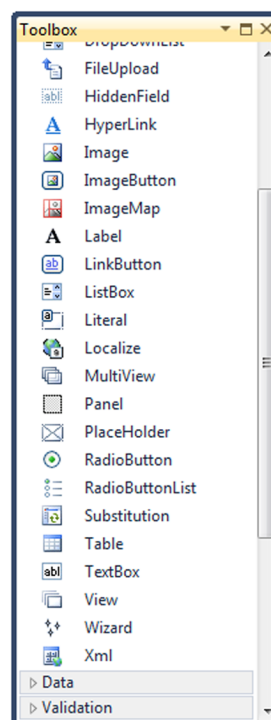 Toolbox
DropDownList
FileUpload
HiddenField
HyperLink
Image
ImageButton
ImageMap
Label
LinkButton
ListBox
Literal
Localize
MultiView
Panel
PlaceHolder
RadioButton
RadioButtonList
Substitution
Table
TextBox
View
Wizard
Xml
Data
Validation